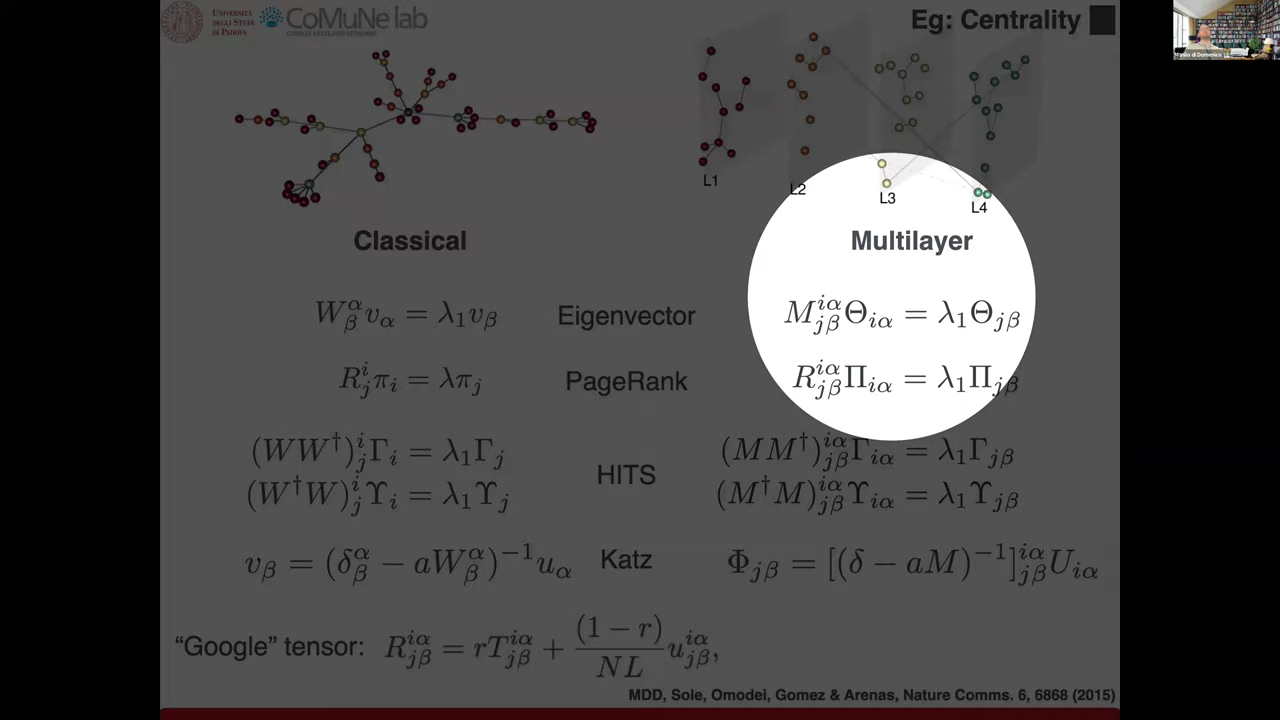 UNIVERSITÀ
DEGLI STUDI
DI PADOVA
CoMuNe lab
COMPLEX MULTILAYER NETWORKS
Eg: Centrality
L1
L2
L3
L4
Classical
Multilayer
W^α_β v_α = λ_1 v_β Eigenvector M^{iα}_{jβ} Θ_{iα} = λ_1 Θ_{jβ}
R^i_j π_i = λπ_j PageRank R^{iα}_{jβ} Π_{iα} = λ_1 Π_{jβ}
(WW^†)^i_j Γ_i = λ_1 Γ_j HITS (MM^†)^{iα}_{jβ} Γ_{iα} = λ_1 Γ_{jβ}
(W^†W)^i_j ϒ_i = λ_1 ϒ_j (M^†M)^{iα}_{jβ} ϒ_{iα} = λ_1 ϒ_{jβ}
v_β = (δ^α_β − aW^α_β)^{−1} u_α Katz Φ_{jβ} = [(δ − aM)^{−1}]^{iα}_{jβ} U_{iα}
“Google” tensor: R^{iα}_{jβ} = rT^{iα}_{jβ} + (1 − r)/NL u^{iα}_{jβ},
MDD, Sole, Omodei, Gomez & Arenas, Nature Comms. 6, 6868 (2015)